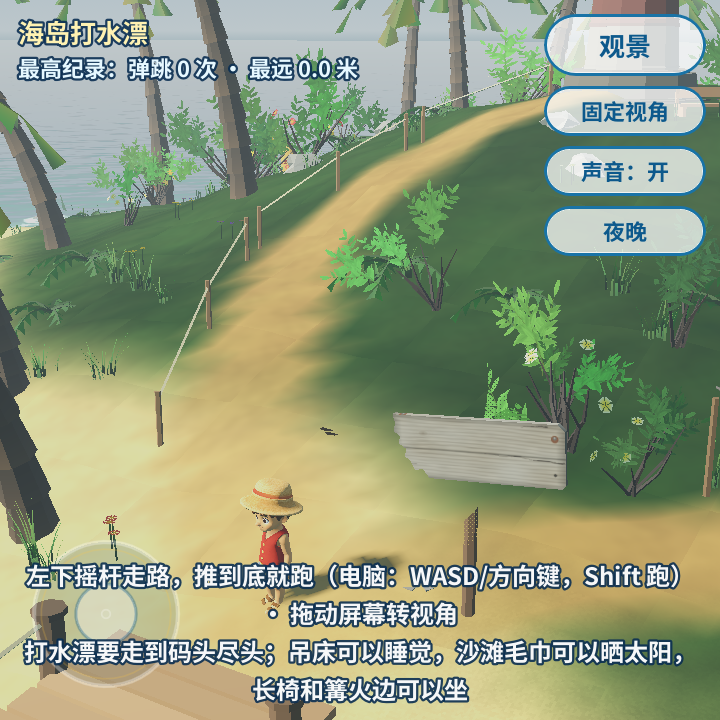 海岛打水漂
最高纪录：弹跳 0 次 · 最远 0.0 米
观景
固定视角
声音：开
夜晚
左下摇杆走路，推到底就跑（电脑：WASD/方向键，Shift 跑）
· 拖动屏幕转视角
打水漂要走到码头尽头；吊床可以睡觉，沙滩毛巾可以晒太阳，
长椅和篝火边可以坐